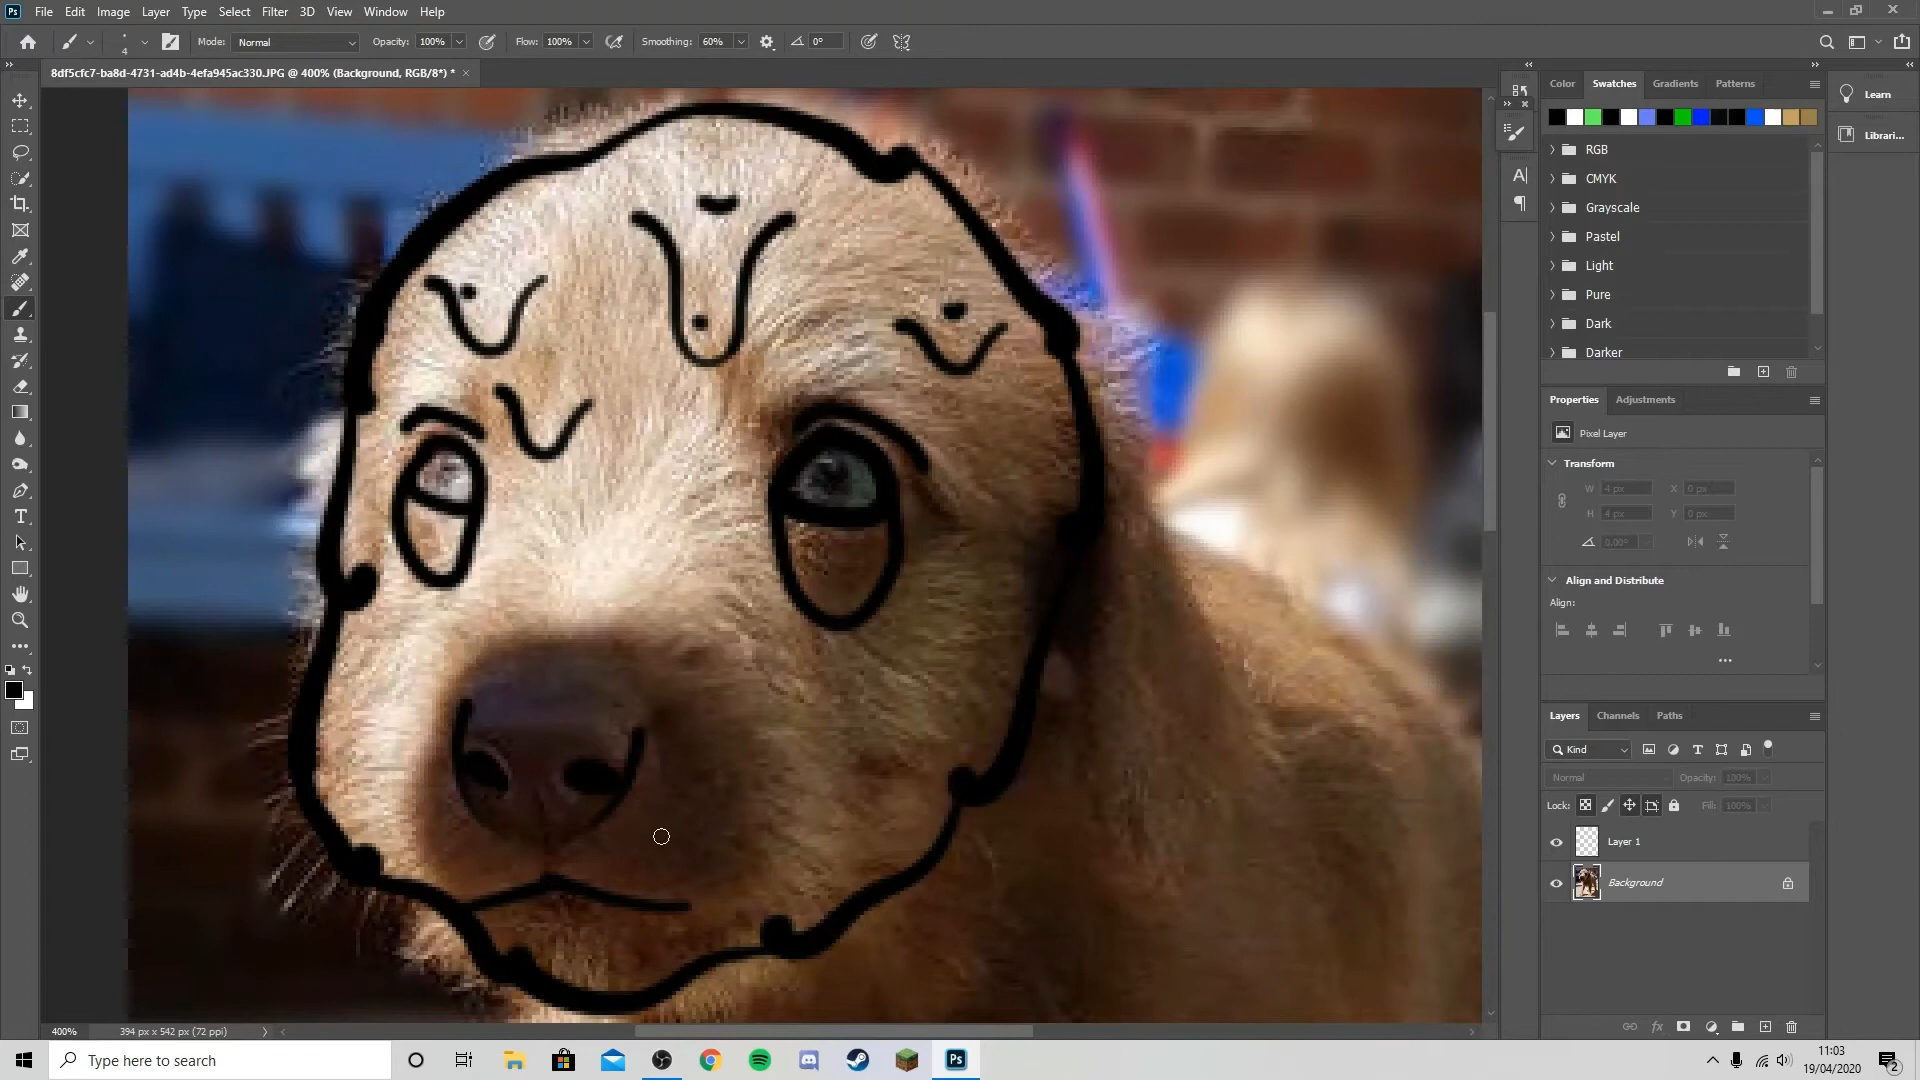 Ps File Edit Image Layer Type Select Filter 3D View Window Help
4 Mode: Normal Opacity: 100% Flow: 100% Smoothing: 60% 0°
8df5cfc7-ba8d-4731-ad4b-4efa945ac330.JPG @ 400% (Background, RGB/8*) *
Color Swatches Gradients Patterns
Learn
Librari...
RGB
CMYK
Grayscale
Pastel
Light
Pure
Dark
Darker
Properties Adjustments
Pixel Layer
Transform
W 4 px X 0 px
H 4 px Y 0 px
0.00°
Align and Distribute
Align:
Layers Channels Paths
Kind
Normal Opacity: 100%
Lock: Fill: 100%
Layer 1
Background
400% 394 px x 542 px (72 ppi)
Type here to search
Ps
11:03
19/04/2020
2